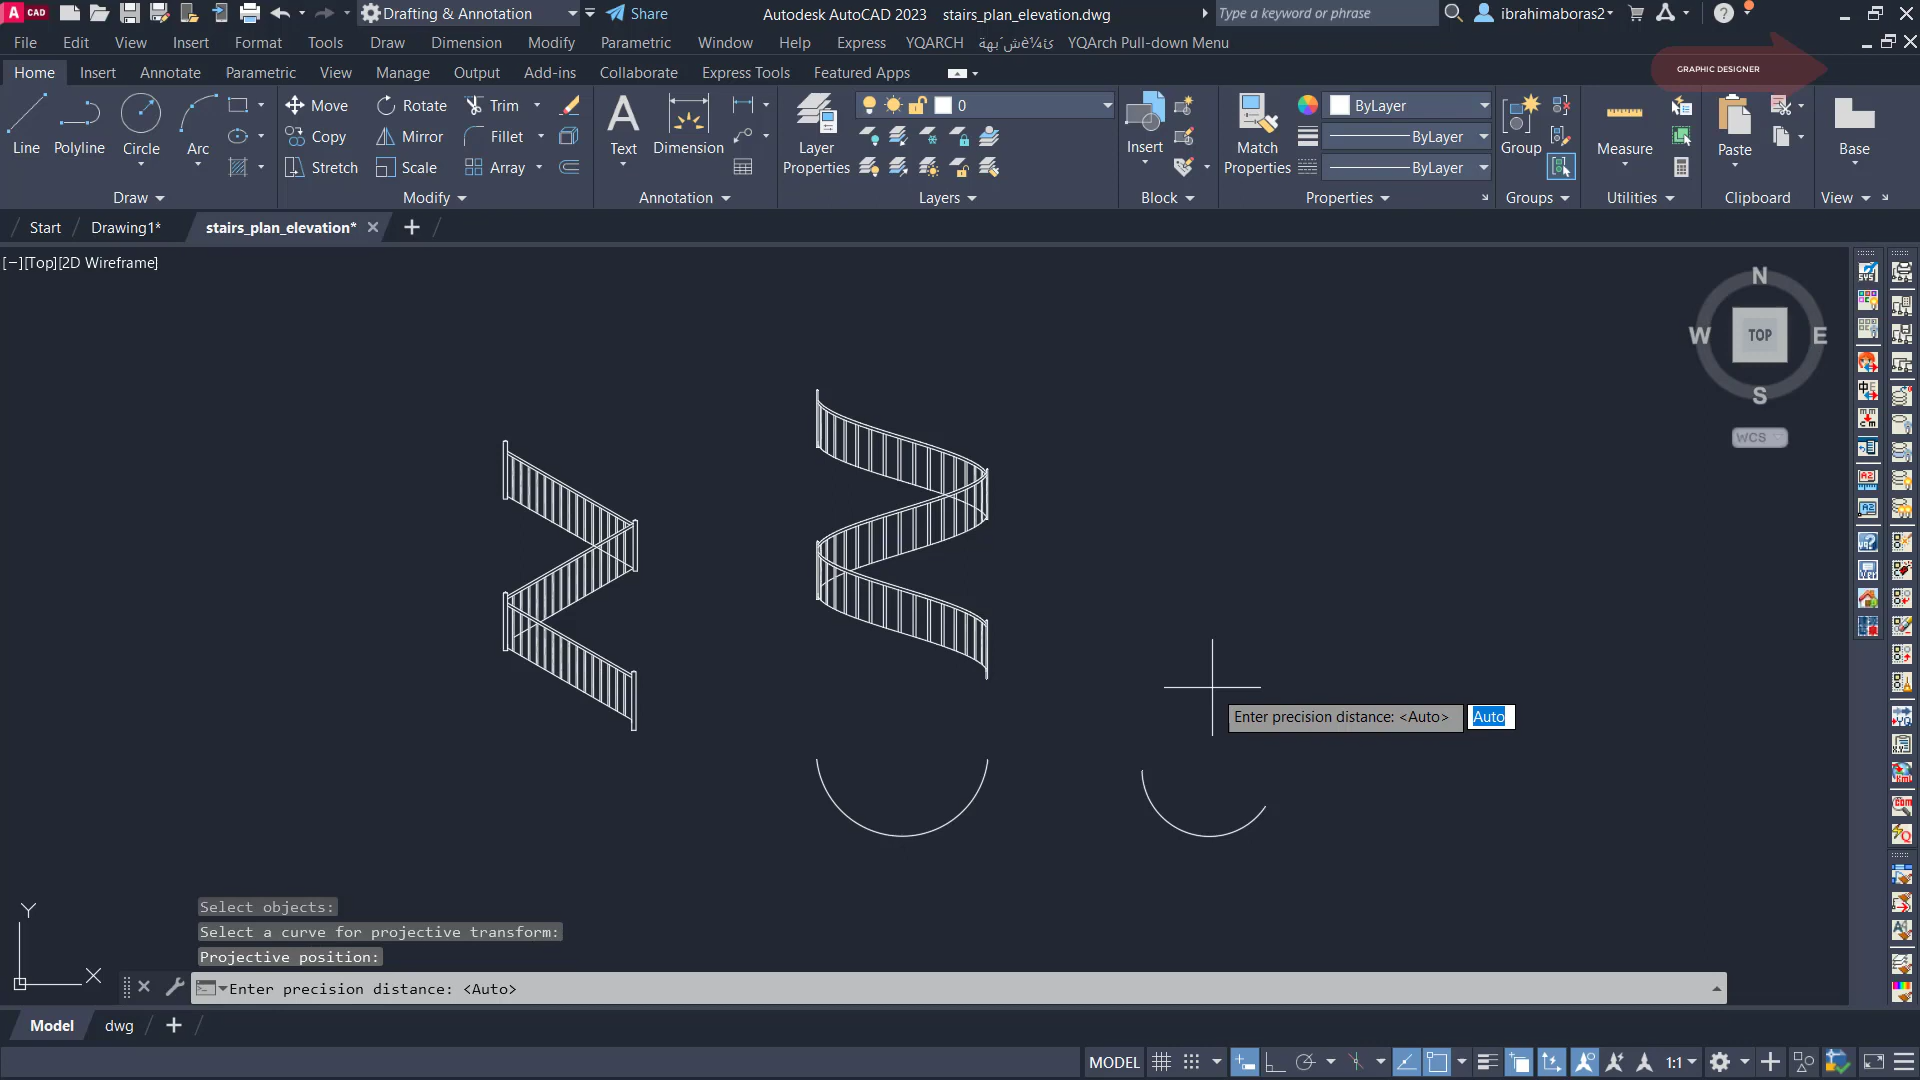 CAD
Drafting & Annotation
Share
Autodesk AutoCAD 2023 stairs_plan_elevation.dwg
Type a keyword or phrase
ibrahimaboras2
File Edit View Insert Format Tools Draw Dimension Modify Parametric Window Help Express YQARCH YQArch Pull-down Menu
GRAPHIC DESIGNER
Home Insert Annotate Parametric View Manage Output Add-ins Collaborate Express Tools Featured Apps
Line Polyline Circle Arc
Move Rotate Trim
Copy Mirror Fillet
Stretch Scale Array
Text Dimension
Layer
Properties
0
Insert
Match
Properties
ByLayer
ByLayer
ByLayer
Group
Measure
Paste
Base
Draw Modify Annotation Layers Block Properties Groups Utilities Clipboard View
Start Drawing1* stairs_plan_elevation*
[−][Top][2D Wireframe]
N
W TOP E
S
WCS
Enter precision distance: <Auto> Auto
Select objects:
Select a curve for projective transform:
Projective position:
Enter precision distance: <Auto>
Y
X
Model dwg
MODEL
1:1